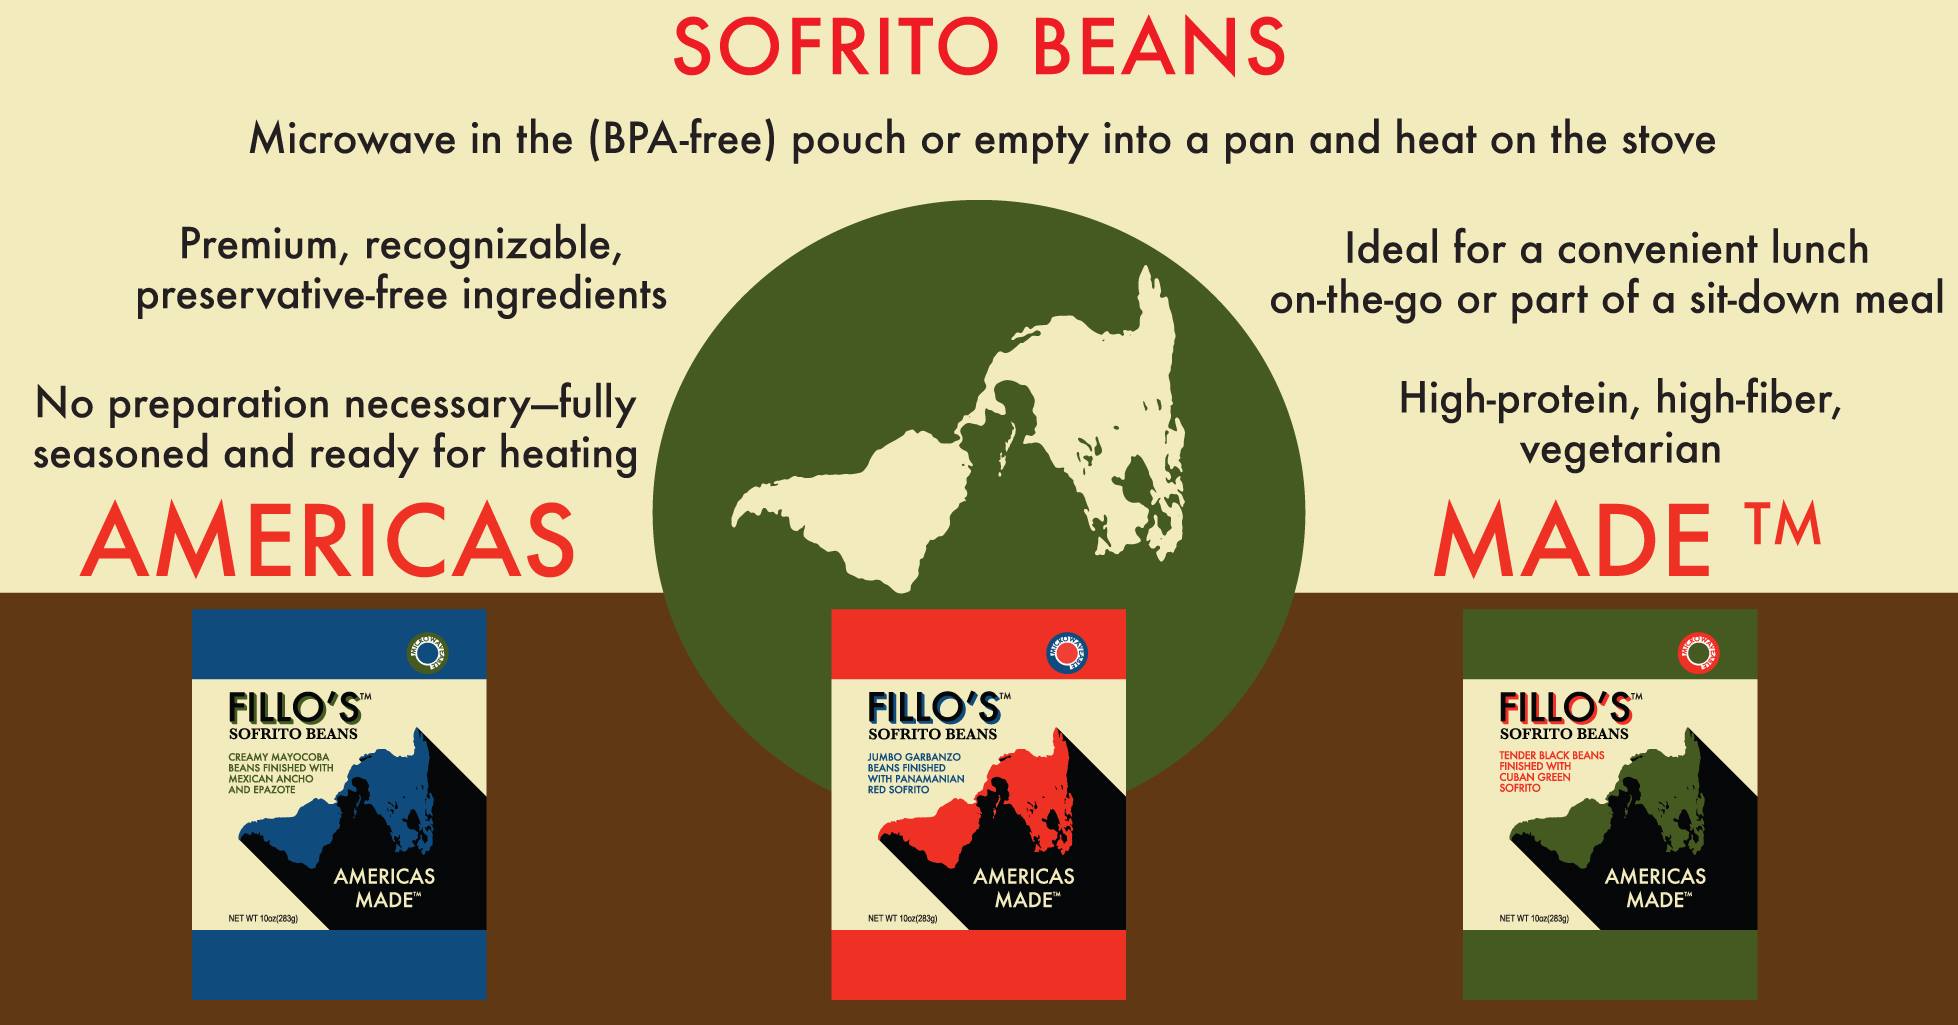 SOFRITO BEANS
Microwave in the (BPA-free) pouch or empty into a pan and heat on the stove
Premium, recognizable,
preservative-free ingredients
Ideal for a convenient lunch
on-the-go or part of a sit-down meal
No preparation necessary—fully
seasoned and ready for heating
High-protein, high-fiber,
vegetarian
AMERICAS
MADE ™
MICROWAVEABLE
FILLO'S™
SOFRITO BEANS
CREAMY MAYOCOBA
BEANS FINISHED WITH
MEXICAN ANCHO
AND EPAZOTE
AMERICAS
MADE™
NET WT 10oz(283g)
MICROWAVEABLE
FILLO'S™
SOFRITO BEANS
JUMBO GARBANZO
BEANS FINISHED
WITH PANAMANIAN
RED SOFRITO
AMERICAS
MADE™
NET WT 10oz(283g)
MICROWAVEABLE
FILLO'S™
SOFRITO BEANS
TENDER BLACK BEANS
FINISHED WITH
CUBAN GREEN
SOFRITO
AMERICAS
MADE™
NET WT 10oz(283g)